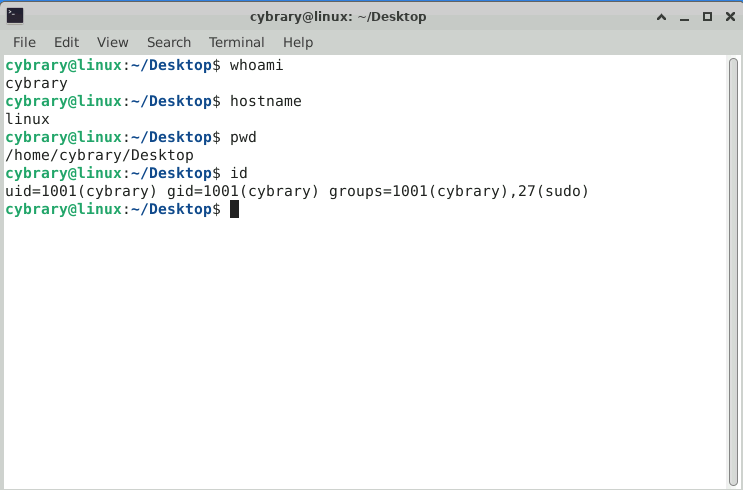 cybrary@linux: ~/Desktop
File Edit View Search Terminal Help
cybrary@linux:~/Desktop$ whoami
cybrary
cybrary@linux:~/Desktop$ hostname
linux
cybrary@linux:~/Desktop$ pwd
/home/cybrary/Desktop
cybrary@linux:~/Desktop$ id
uid=1001(cybrary) gid=1001(cybrary) groups=1001(cybrary),27(sudo)
cybrary@linux:~/Desktop$